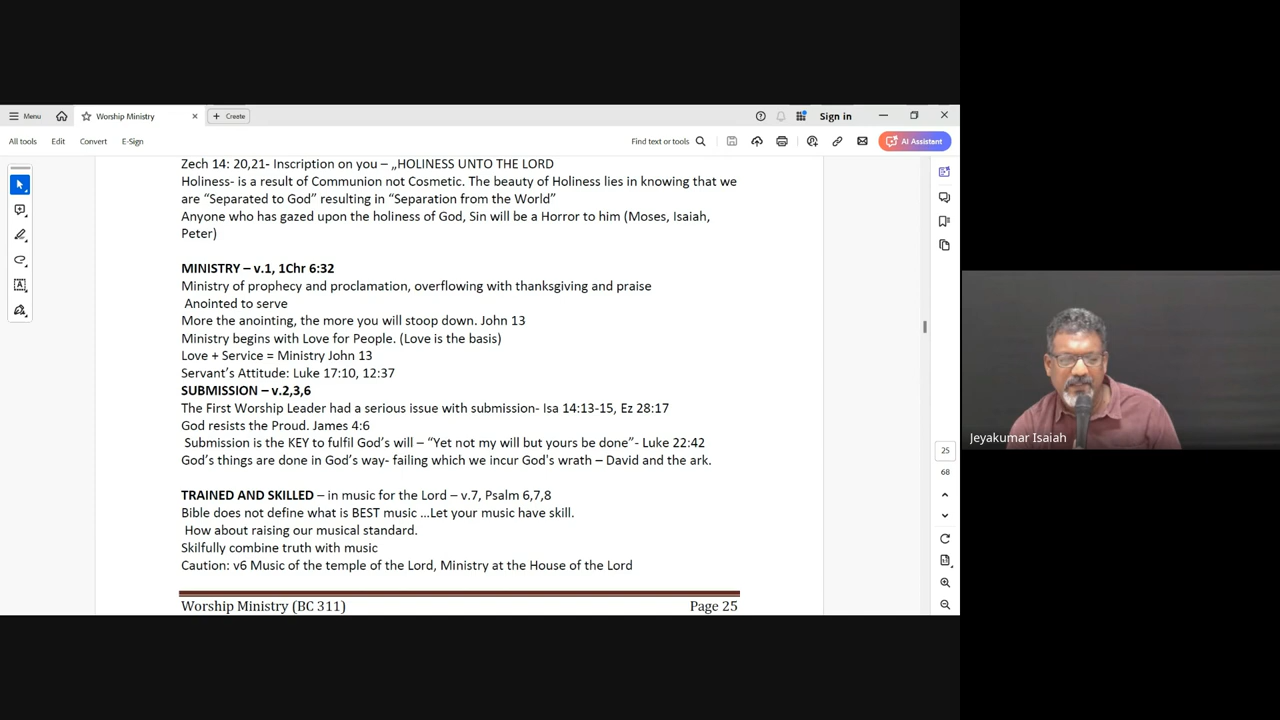 Menu
Worship Ministry
Create
Sign in
All tools
Edit
Convert
E-Sign
Find text or tools
AI Assistant
Zech 14: 20,21- Inscription on you – „HOLINESS UNTO THE LORD
Holiness- is a result of Communion not Cosmetic. The beauty of Holiness lies in knowing that we
are “Separated to God” resulting in “Separation from the World”
Anyone who has gazed upon the holiness of God, Sin will be a Horror to him (Moses, Isaiah,
Peter)
MINISTRY – v.1, 1Chr 6:32
Ministry of prophecy and proclamation, overflowing with thanksgiving and praise
Anointed to serve
More the anointing, the more you will stoop down. John 13
Ministry begins with Love for People. (Love is the basis)
Love + Service = Ministry John 13
Servant’s Attitude: Luke 17:10, 12:37
SUBMISSION – v.2,3,6
The First Worship Leader had a serious issue with submission- Isa 14:13-15, Ez 28:17
God resists the Proud. James 4:6
Submission is the KEY to fulfil God’s will – “Yet not my will but yours be done”- Luke 22:42
God’s things are done in God’s way- failing which we incur God's wrath – David and the ark.
TRAINED AND SKILLED – in music for the Lord – v.7, Psalm 6,7,8
Bible does not define what is BEST music …Let your music have skill.
How about raising our musical standard.
Skilfully combine truth with music
Caution: v6 Music of the temple of the Lord, Ministry at the House of the Lord
Worship Ministry (BC 311)
Page 25
25
68
Jeyakumar Isaiah